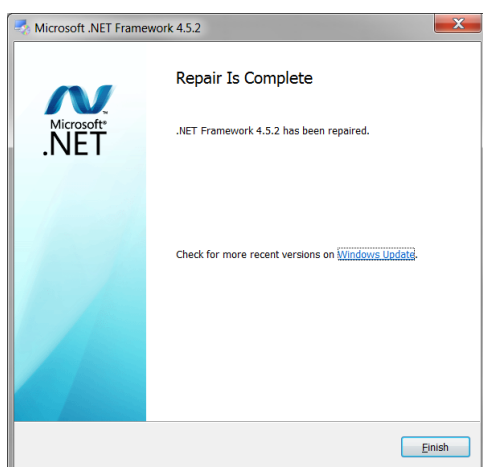 Microsoft .NET Framework 4.5.2
Repair Is Complete
Microsoft®
.NET
.NET Framework 4.5.2 has been repaired.
Check for more recent versions on Windows Update.
Finish